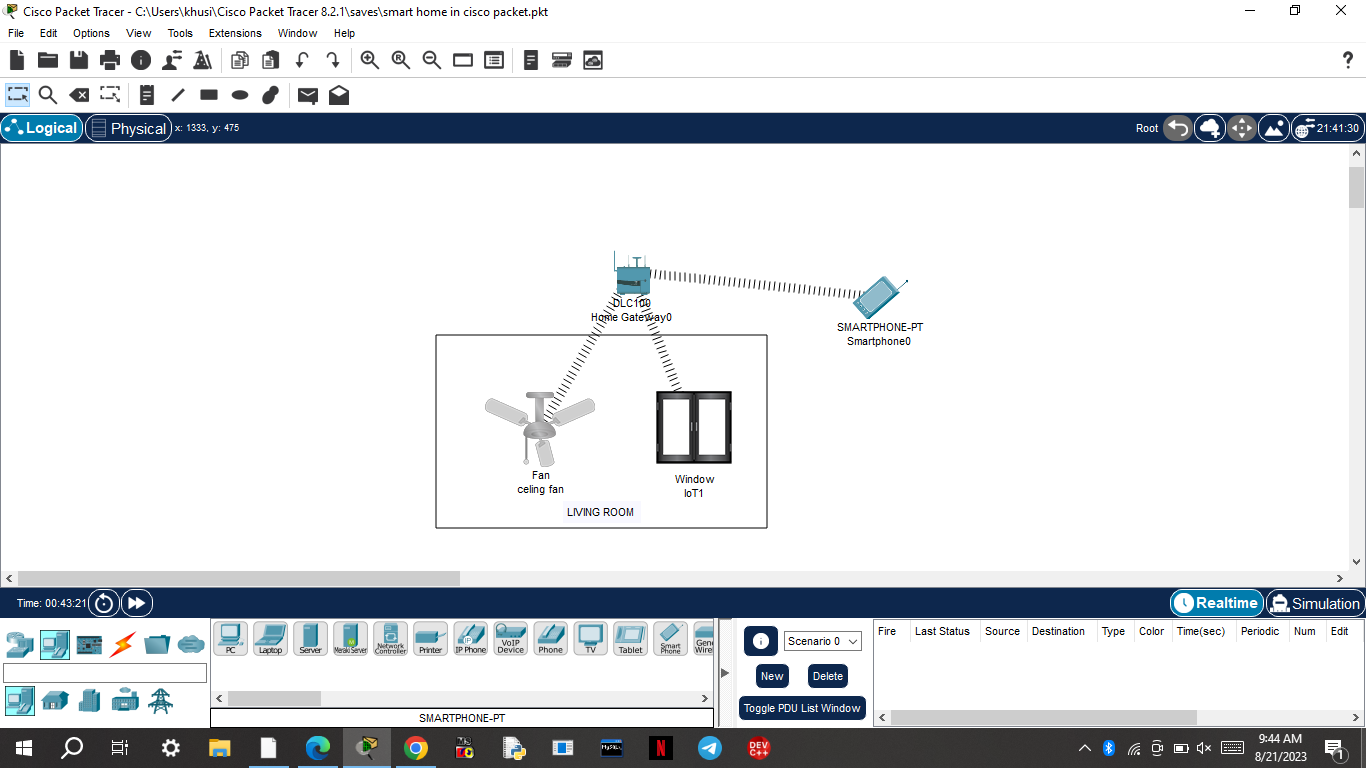 Cisco Packet Tracer - C:\Users\khusi\Cisco Packet Tracer 8.2.1\saves\smart home in cisco packet.pkt
File Edit Options View Tools Extensions Window Help
Logical Physical x: 1333, y: 475 Root 21:41:30
DLC100
Home Gateway0
SMARTPHONE-PT
Smartphone0
Fan
celing fan
Window
IoT1
LIVING ROOM
Time: 00:43:21 Realtime Simulation
PC Laptop Server Meraki Server Network Controller Printer IP Phone VoIP Device Phone TV Tablet Smart Phone
SMARTPHONE-PT
Scenario 0
New Delete
Toggle PDU List Window
Fire Last Status Source Destination Type Color Time(sec) Periodic Num Edit
9:44 AM
8/21/2023